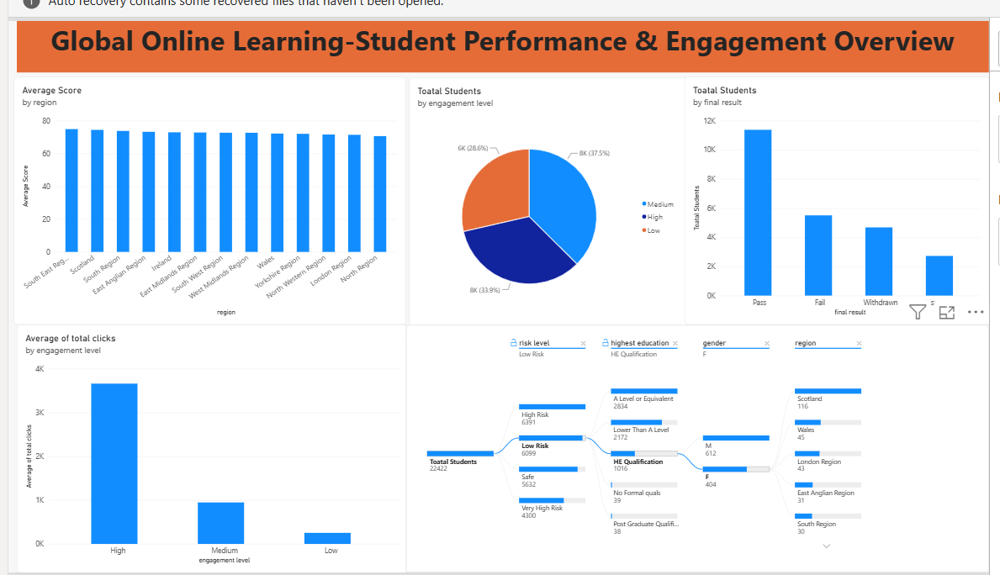 Auto recovery contains some recovered files that haven't been opened.
Global Online Learning-Student Performance & Engagement Overview
Average Score
by region
80
60
40
20
0
Average Score
South East Reg...
Scotland
South Region
East Anglian Region
Ireland
East Midlands Region
South West Region
West Midlands Region
Wales
Yorkshire Region
North Western Region
London Region
North Region
region
Toatal Students
by engagement level
6K (28.6%)
8K (37.5%)
8K (33.9%)
Medium
High
Low
Toatal Students
by final result
12K
10K
8K
6K
4K
2K
0K
Toatal Students
Pass
Fail
Withdrawn
final result
Average of total clicks
by engagement level
4K
3K
2K
1K
0K
Average of total clicks
High
Medium
Low
engagement level
risk level
Low Risk
highest education
HE Qualification
gender
F
region
Toatal Students
22422
High Risk
6391
Low Risk
6099
Safe
5632
Very High Risk
4300
A Level or Equivalent
2834
Lower Than A Level
2172
HE Qualification
1016
No Formal quals
39
Post Graduate Qualifi...
38
M
612
F
404
Scotland
116
Wales
45
London Region
43
East Anglian Region
31
South Region
30